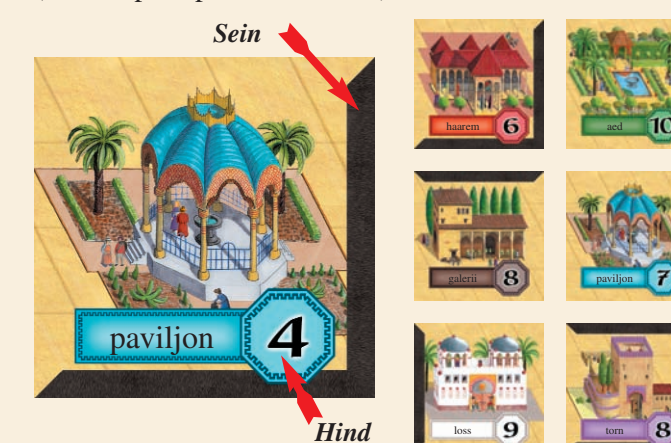 Sein
paviljon 4
Hind
haarem 6
aed 10
galerii 8
paviljon 7
loss 9
torn 8